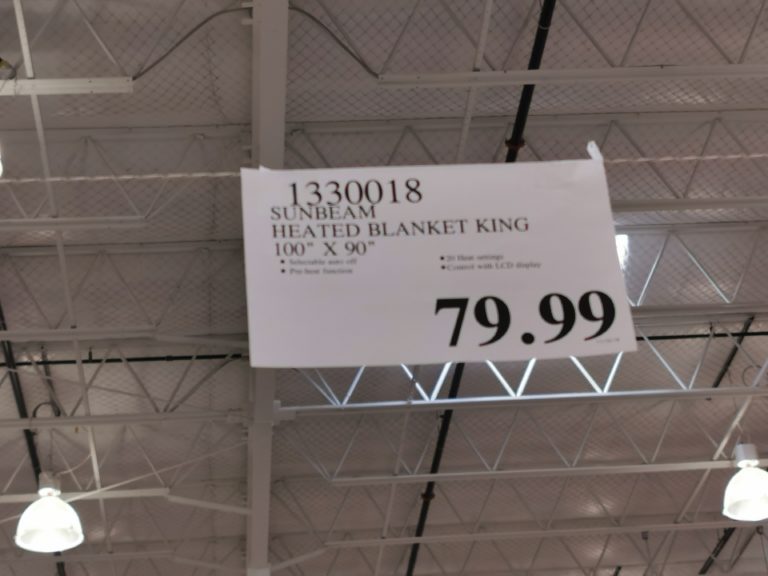 1330018
SUNBEAM
HEATED BLANKET KING
100" X 90"
• Selectable auto off
• Pre heat function
• 20 Heat settings
• Control with LCD display
79.99